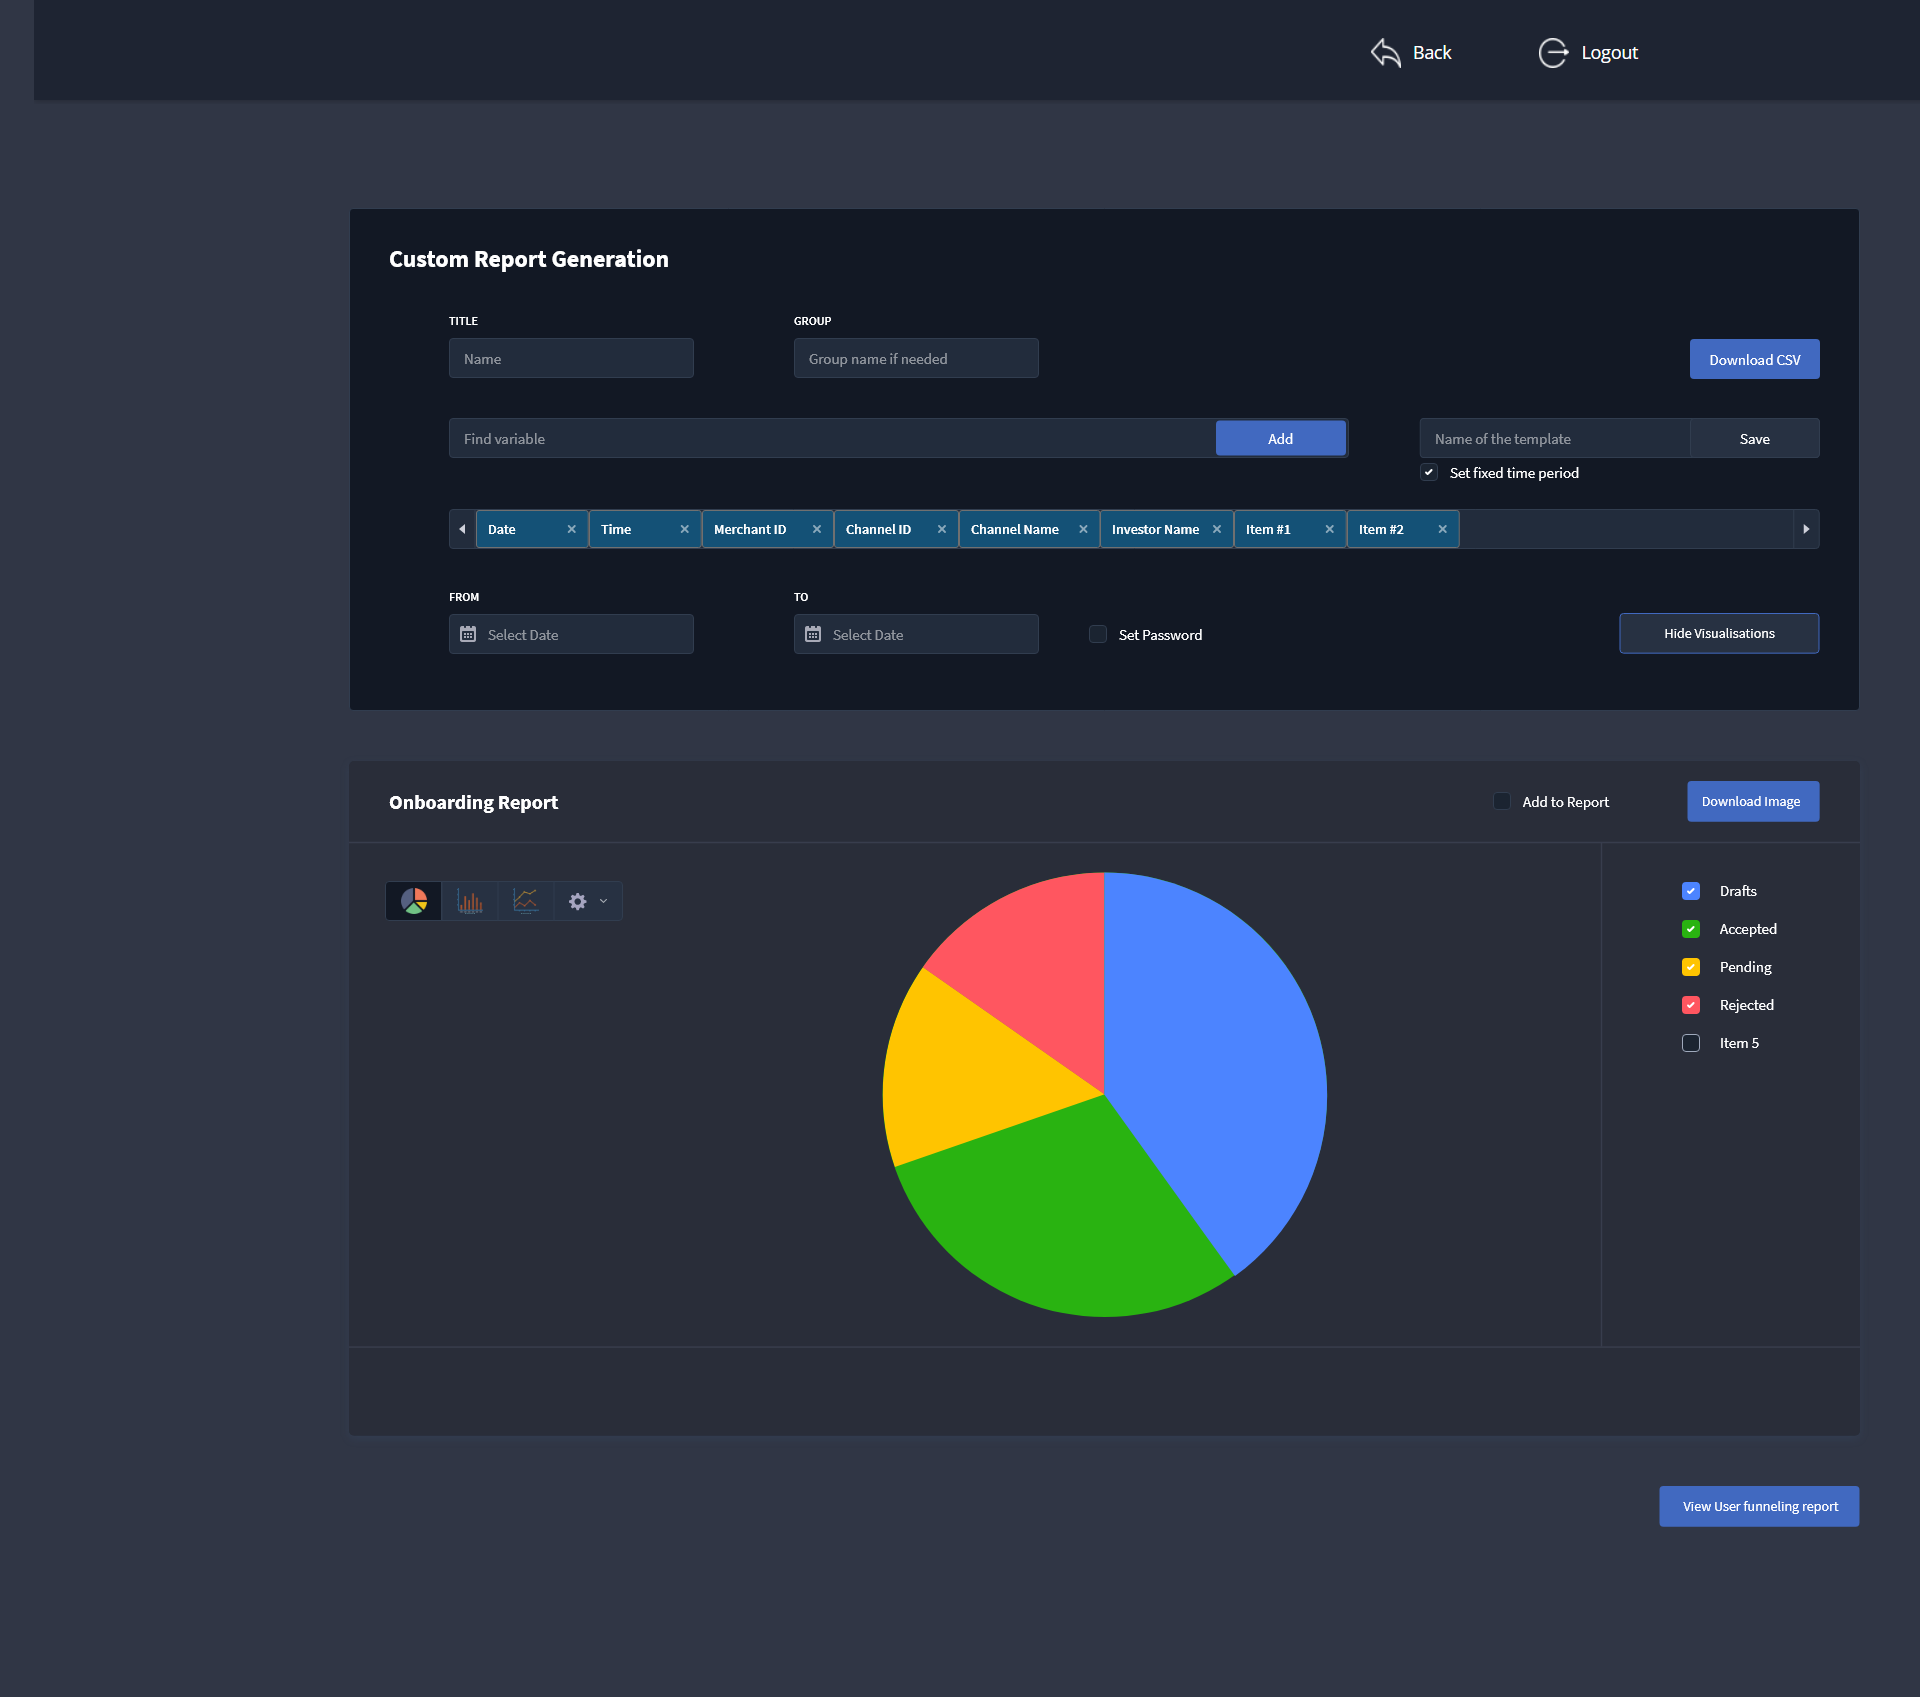 Back
Logout
Custom Report Generation
TITLE
GROUP
Name
Group name if needed
Download CSV
Find variable
Add
Name of the template
Save
Set fixed time period
Date
Time
Merchant ID
Channel ID
Channel Name
Investor Name
Item #1
Item #2
FROM
TO
Select Date
Select Date
Set Password
Hide Visualisations
Onboarding Report
Add to Report
Download Image
Drafts
Accepted
Pending
Rejected
Item 5
View User funneling report